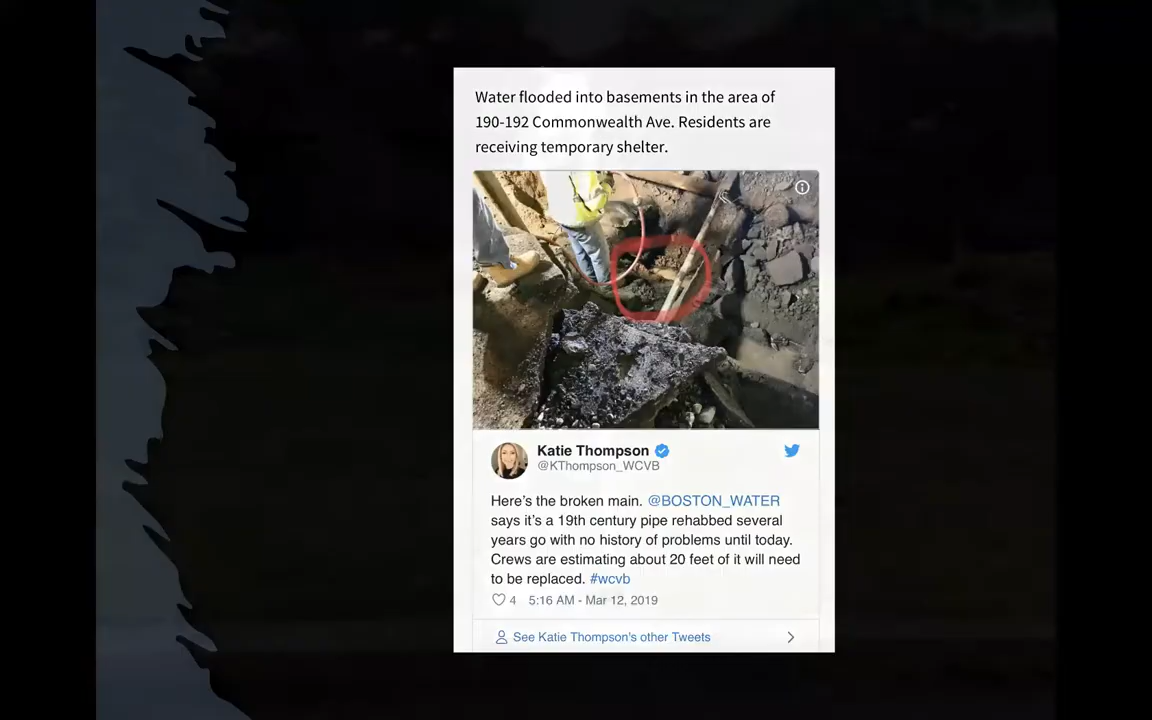 Water flooded into basements in the area of
190-192 Commonwealth Ave. Residents are
receiving temporary shelter.
Katie Thompson
@KThompson_WCVB
Here's the broken main. @BOSTON_WATER
says it's a 19th century pipe rehabbed several
years go with no history of problems until today.
Crews are estimating about 20 feet of it will need
to be replaced. #wcvb
4 5:16 AM - Mar 12, 2019
See Katie Thompson's other Tweets